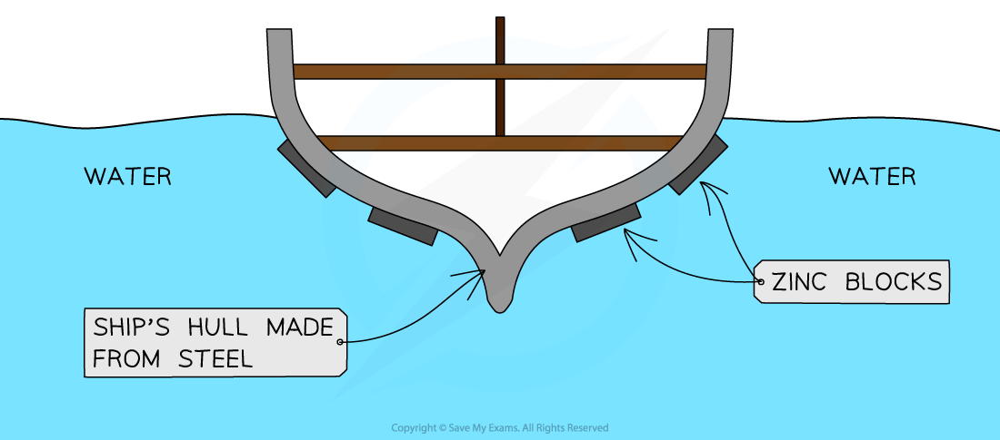 WATER
WATER
ZINC BLOCKS
SHIP'S HULL MADE
FROM STEEL
Copyright © Save My Exams. All Rights Reserved